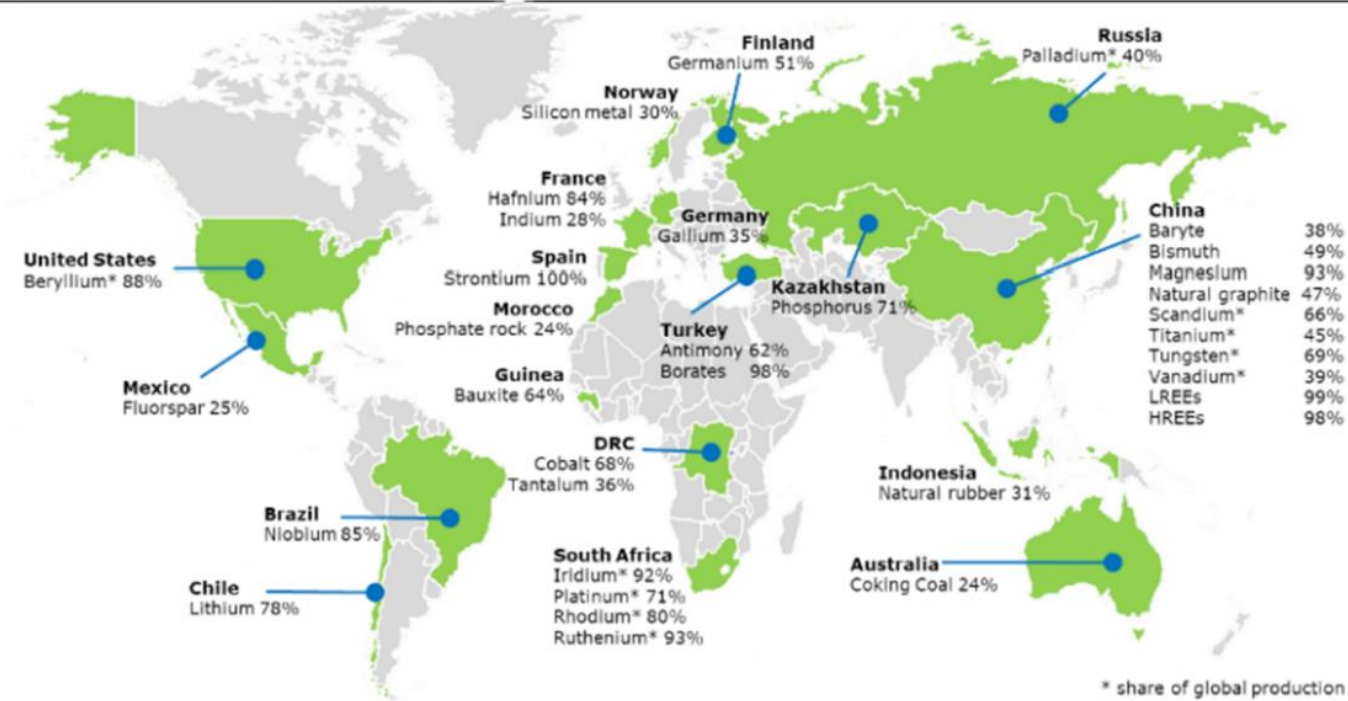 Finland
Germanium 51%
Russia
Palladium* 40%
Norway
Silicon metal 30%
France
Hafnium 84%
Indium 28%
Germany
Gallium 35%
China
Baryte 38%
Bismuth 49%
Magnesium 93%
Natural graphite 47%
Scandium* 66%
Titanium* 45%
Tungsten* 69%
Vanadium* 39%
LREEs 99%
HREEs 98%
United States
Beryllium* 88%
Spain
Strontium 100%
Kazakhstan
Phosphorus 71%
Morocco
Phosphate rock 24%
Turkey
Antimony 62%
Borates 98%
Mexico
Fluorspar 25%
Guinea
Bauxite 64%
DRC
Cobalt 68%
Tantalum 36%
Indonesia
Natural rubber 31%
Brazil
Niobium 85%
South Africa
Iridium* 92%
Platinum* 71%
Rhodium* 80%
Ruthenium* 93%
Australia
Coking Coal 24%
Chile
Lithium 78%
* share of global production